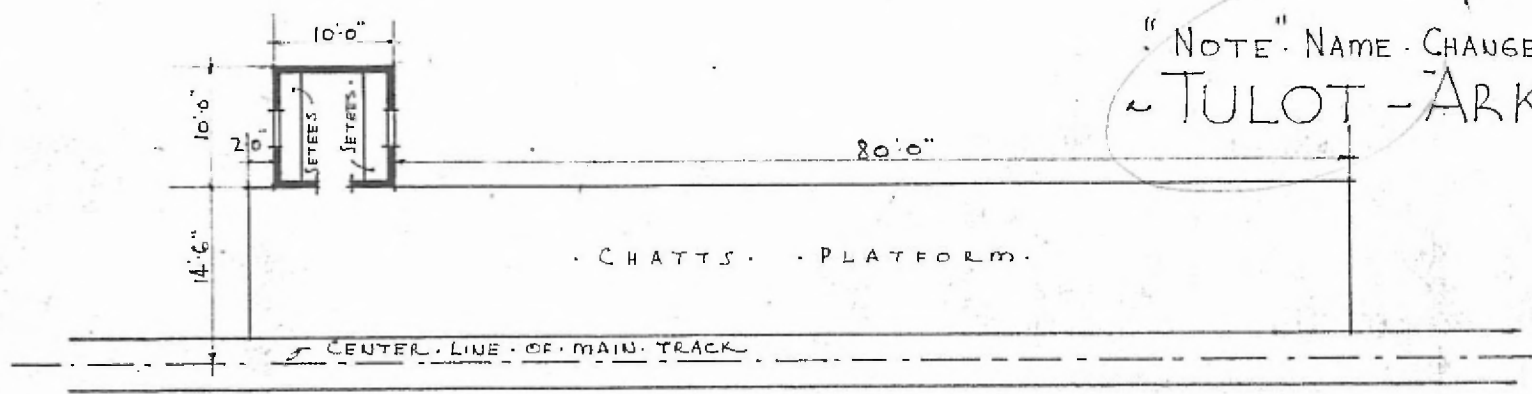 10'-0"
"NOTE". NAME. CHANGE
~ TULOT - ARK
10'-0"
SETEES.
SETEES.
2'0"
80'-0"
14'-6"
. CHATTS. . PLATFORM.
CENTER. LINE. OF. MAIN. TRACK